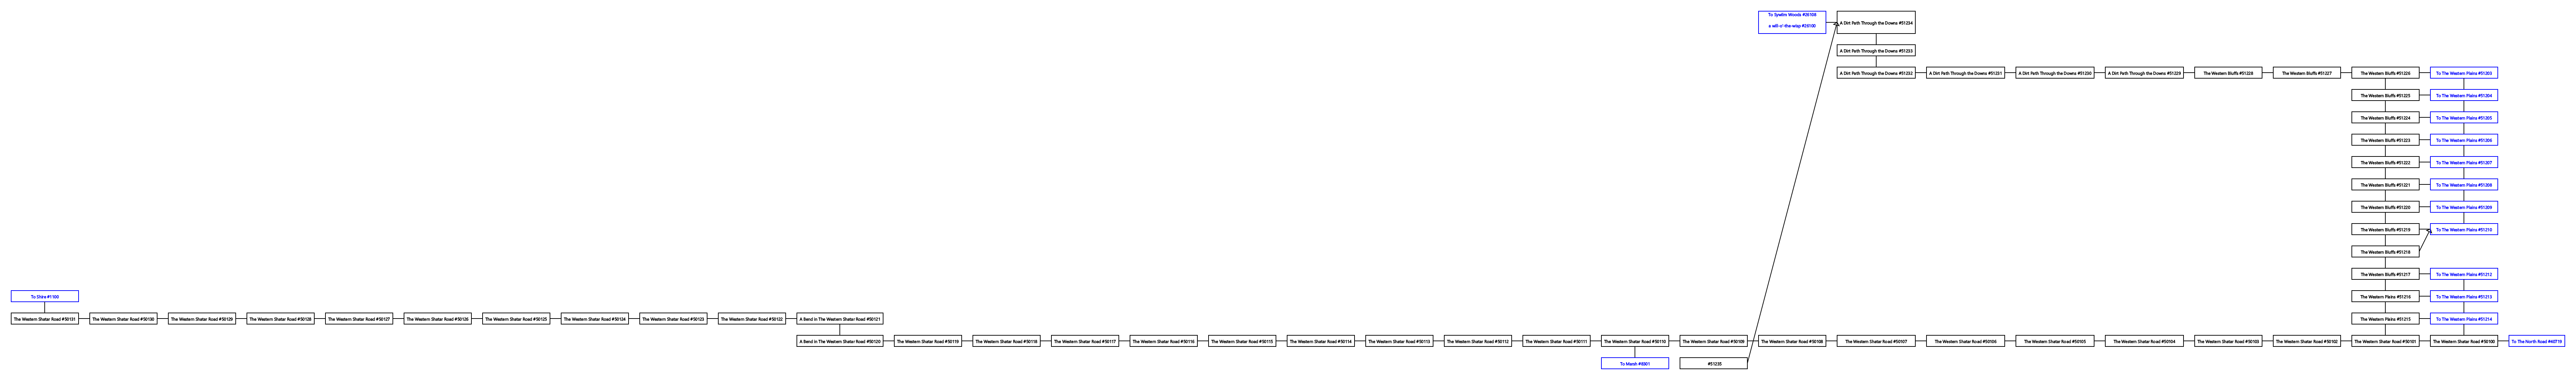 To Sywlm Woods #26108
a will o'-the-wisp #26100
A Dirt Path Through the Downs #51234
A Dirt Path Through the Downs #51233
A Dirt Path Through the Downs #51232
A Dirt Path Through the Downs #51231
A Dirt Path Through the Downs #51230
A Dirt Path Through the Downs #51229
The Western Bluffs #51228
The Western Bluffs #51227
The Western Bluffs #51226
To The Western Plains #51203
The Western Bluffs #51225
To The Western Plains #51204
The Western Bluffs #51224
To The Western Plains #51205
The Western Bluffs #51223
To The Western Plains #51206
The Western Bluffs #51222
To The Western Plains #51207
The Western Bluffs #51221
To The Western Plains #51208
The Western Bluffs #51220
To The Western Plains #51209
The Western Bluffs #51219
To The Western Plains #51210
The Western Bluffs #51218
The Western Bluffs #51217
To The Western Plains #51212
To Shire #1100
The Western Plains #51216
To The Western Plains #51213
The Western Shatar Road #50131
The Western Shatar Road #50130
The Western Shatar Road #50129
The Western Shatar Road #50128
The Western Shatar Road #50127
The Western Shatar Road #50126
The Western Shatar Road #50125
The Western Shatar Road #50124
The Western Shatar Road #50123
The Western Shatar Road #50122
A Bend In The Western Shatar Road #50121
The Western Plains #51215
To The Western Plains #51214
A Bend In The Western Shatar Road #50120
The Western Shatar Road #50119
The Western Shatar Road #50118
The Western Shatar Road #50117
The Western Shatar Road #50116
The Western Shatar Road #50115
The Western Shatar Road #50114
The Western Shatar Road #50113
The Western Shatar Road #50112
The Western Shatar Road #50111
The Western Shatar Road #50110
The Western Shatar Road #50109
The Western Shatar Road #50108
The Western Shatar Road #50107
The Western Shatar Road #50106
The Western Shatar Road #50105
The Western Shatar Road #50104
The Western Shatar Road #50103
The Western Shatar Road #50102
The Western Shatar Road #50101
The Western Shatar Road #50100
To The North Road #40719
To Marsh #8301
#51235